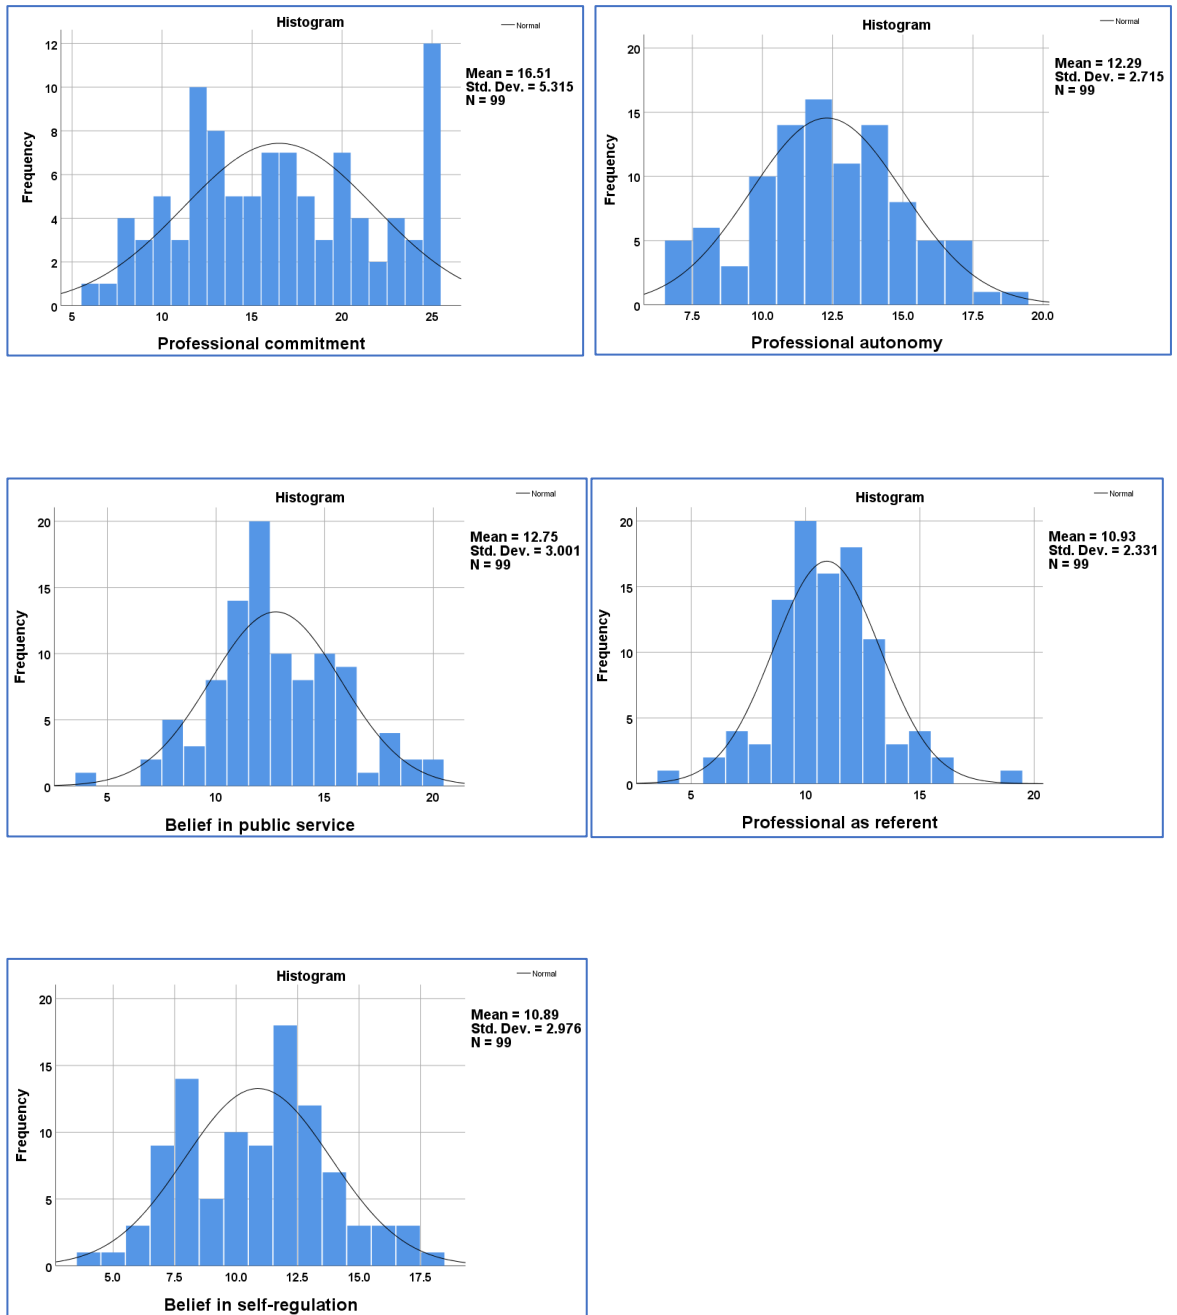 Histogram
Normal
Mean = 16.51
Std. Dev. = 5.315
N = 99
12
10
8
6
4
2
0
Frequency
5 10 15 20 25
Professional commitment
Histogram
Normal
Mean = 12.29
Std. Dev. = 2.715
N = 99
20
15
10
5
0
Frequency
7.5 10.0 12.5 15.0 17.5 20.0
Professional autonomy
Histogram
Normal
Mean = 12.75
Std. Dev. = 3.001
N = 99
20
15
10
5
0
Frequency
5 10 15 20
Belief in public service
Histogram
Normal
Mean = 10.93
Std. Dev. = 2.331
N = 99
20
15
10
5
0
Frequency
5 10 15 20
Professional as referent
Histogram
Normal
Mean = 10.89
Std. Dev. = 2.976
N = 99
20
15
10
5
0
Frequency
5.0 7.5 10.0 12.5 15.0 17.5
Belief in self-regulation